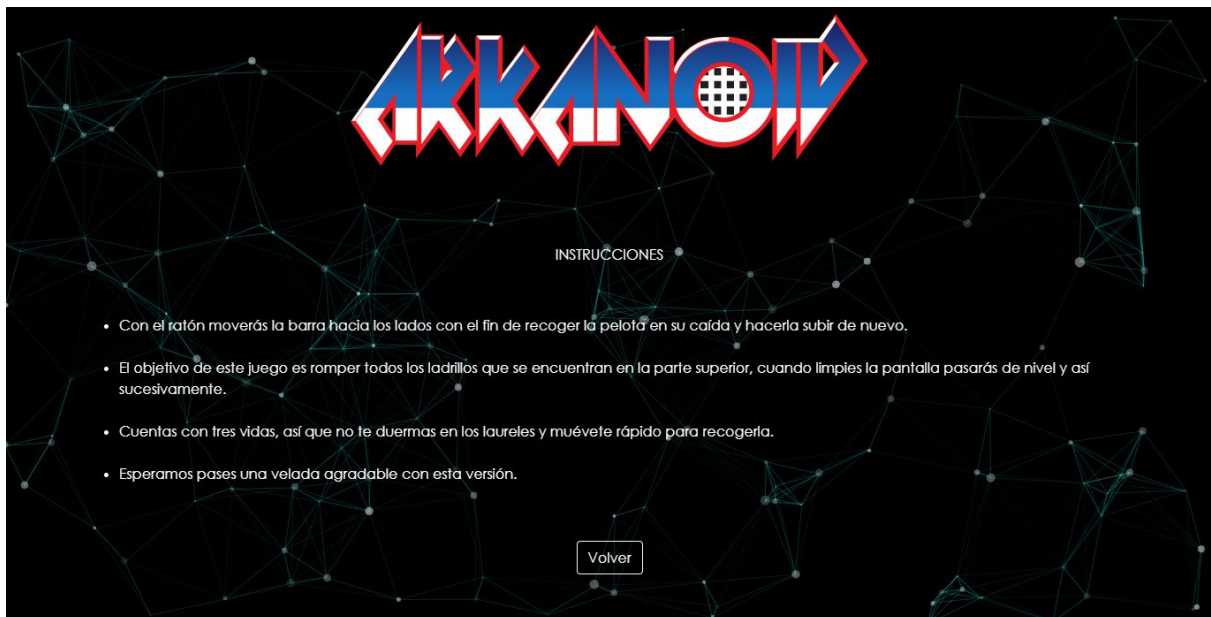 ARKANOID
INSTRUCCIONES
• Con el ratón moverás la barra hacia los lados con el fin de recoger la pelota en su caída y hacerla subir de nuevo.
• El objetivo de este juego es romper todos los ladrillos que se encuentran en la parte superior, cuando limpies la pantalla pasarás de nivel y así
sucesivamente.
• Cuentas con tres vidas, así que no te duermas en los laureles y muévete rápido para recogerla.
• Esperamos pases una velada agradable con esta versión.
Volver